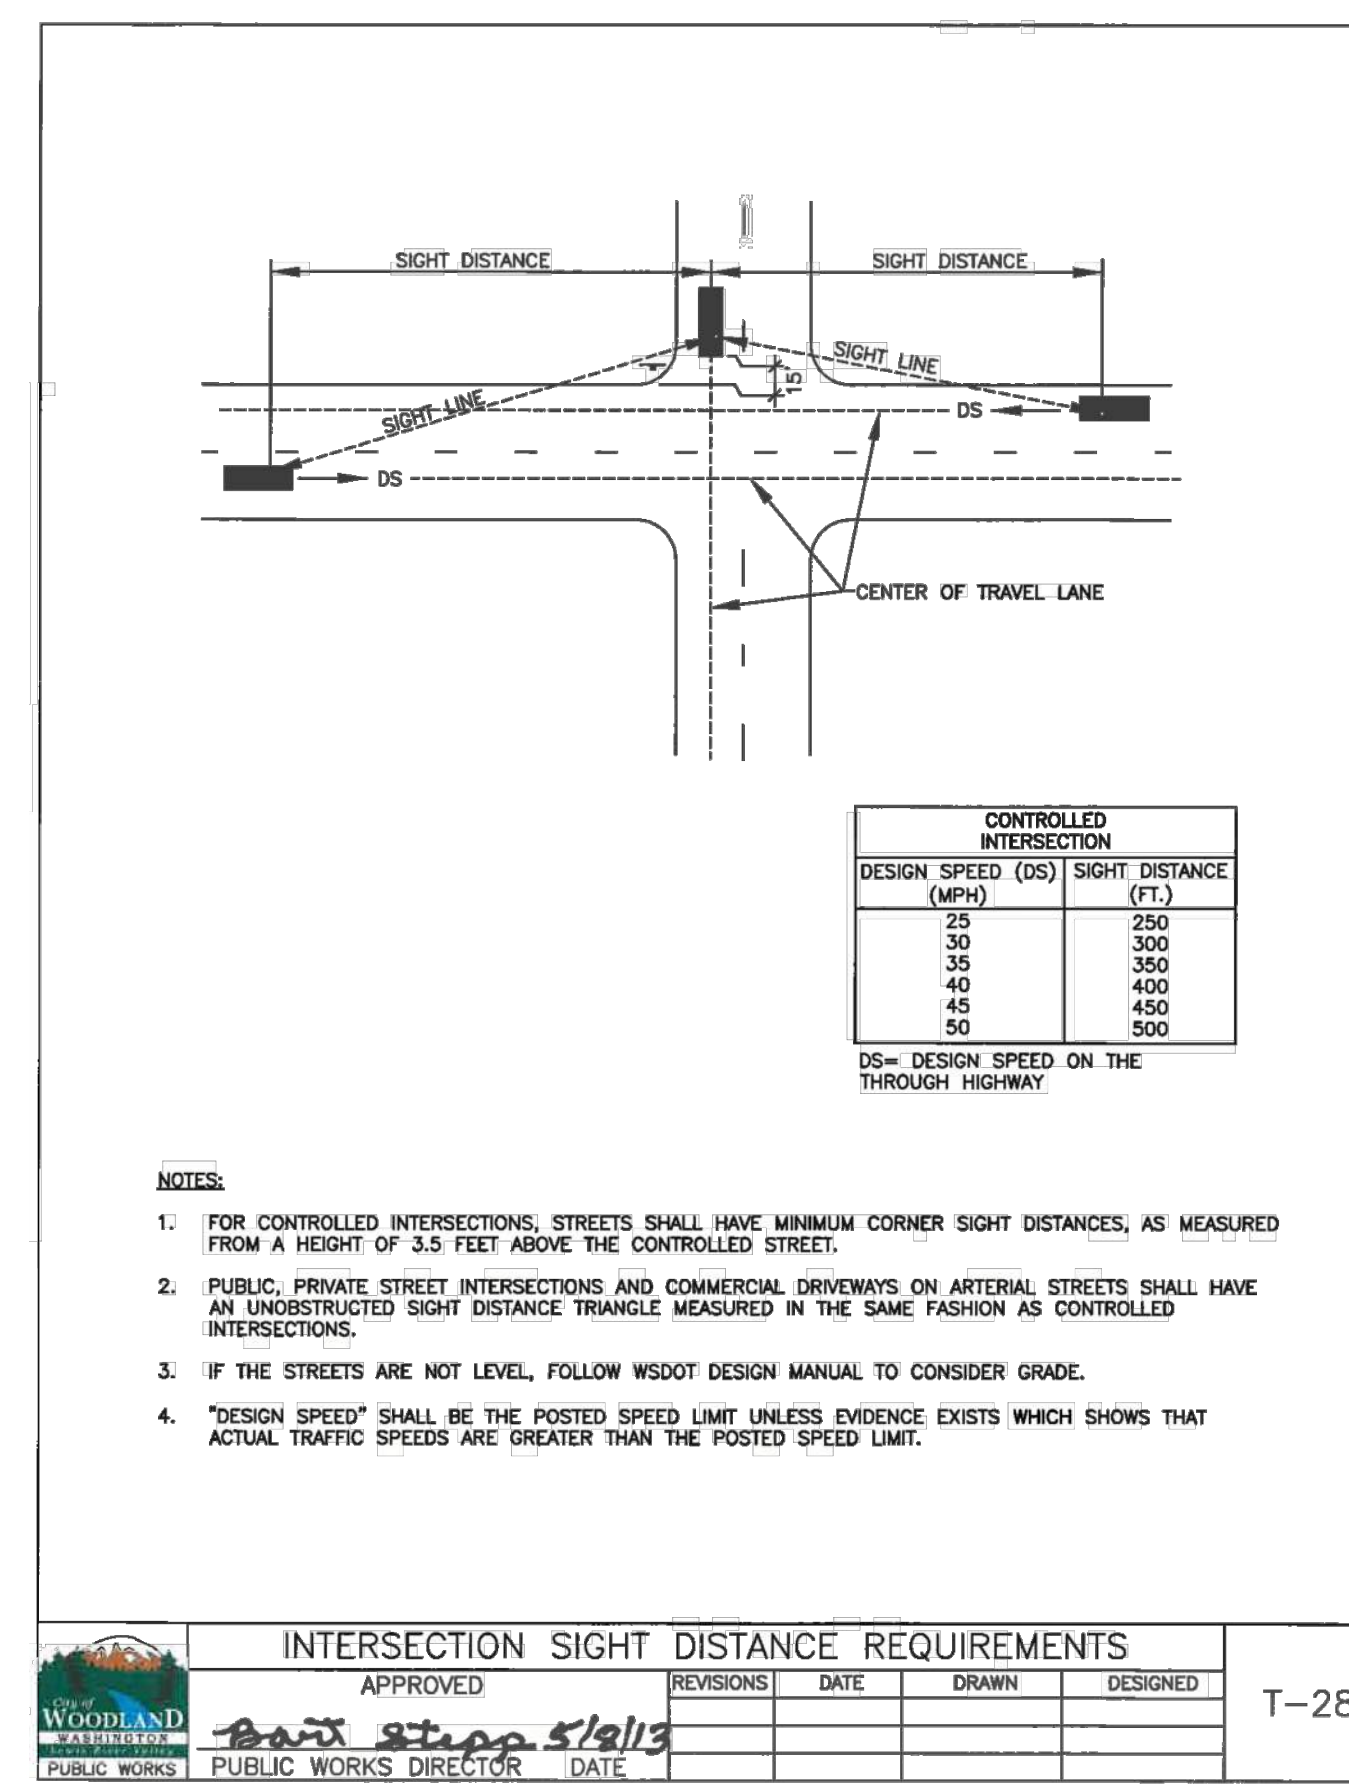 SIGHT DISTANCE SIGHT DISTANCE
SIGHT LINE
15'
SIGHT LINE
DS
DS
CENTER OF TRAVEL LANE
CONTROLLED
INTERSECTION
DESIGN SPEED (DS) SIGHT DISTANCE
(MPH) (FT.)
25 250
30 300
35 350
40 400
45 450
50 500
DS= DESIGN SPEED ON THE
THROUGH HIGHWAY
NOTES:
1. FOR CONTROLLED INTERSECTIONS, STREETS SHALL HAVE MINIMUM CORNER SIGHT DISTANCES, AS MEASURED
FROM A HEIGHT OF 3.5 FEET ABOVE THE CONTROLLED STREET.
2. PUBLIC, PRIVATE STREET INTERSECTIONS AND COMMERCIAL DRIVEWAYS ON ARTERIAL STREETS SHALL HAVE
AN UNOBSTRUCTED SIGHT DISTANCE TRIANGLE MEASURED IN THE SAME FASHION AS CONTROLLED
INTERSECTIONS.
3. IF THE STREETS ARE NOT LEVEL, FOLLOW WSDOT DESIGN MANUAL TO CONSIDER GRADE.
4. "DESIGN SPEED" SHALL BE THE POSTED SPEED LIMIT UNLESS EVIDENCE EXISTS WHICH SHOWS THAT
ACTUAL TRAFFIC SPEEDS ARE GREATER THAN THE POSTED SPEED LIMIT.
INTERSECTION SIGHT DISTANCE REQUIREMENTS
APPROVED
REVISIONS DATE DRAWN DESIGNED
T-28
Bart Stepp 5/8/13
PUBLIC WORKS DIRECTOR DATE
City of
WOODLAND
WASHINGTON
Lewis River Valley
PUBLIC WORKS